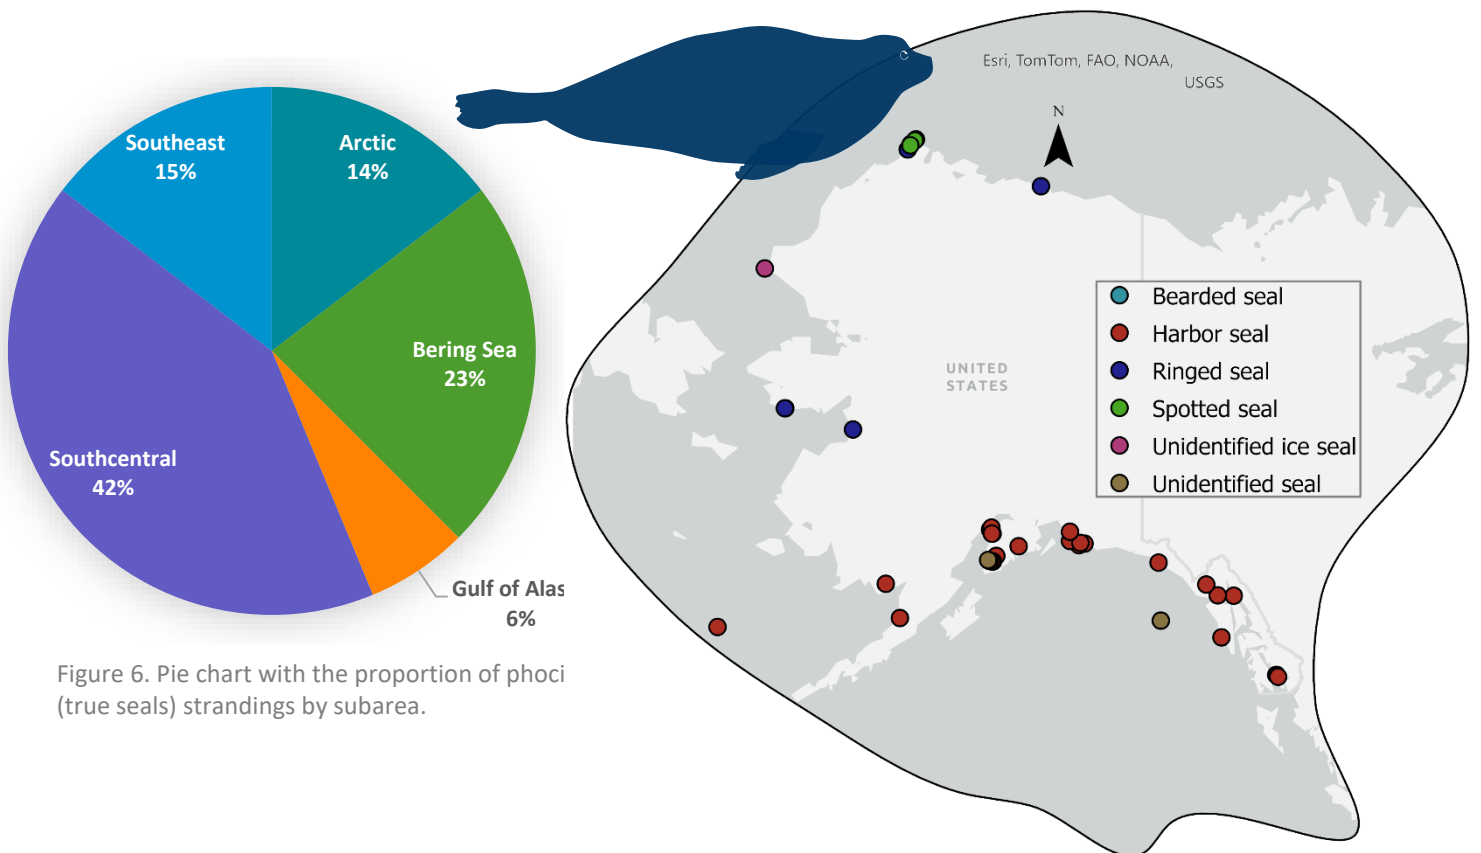 Esri, TomTom, FAO, NOAA,
USGS
N
Southeast
15%
Arctic
14%
Bering Sea
23%
Southcentral
42%
Gulf of Alas
6%
Figure 6. Pie chart with the proportion of phoci
(true seals) strandings by subarea.
UNITED
STATES
Bearded seal
Harbor seal
Ringed seal
Spotted seal
Unidentified ice seal
Unidentified seal